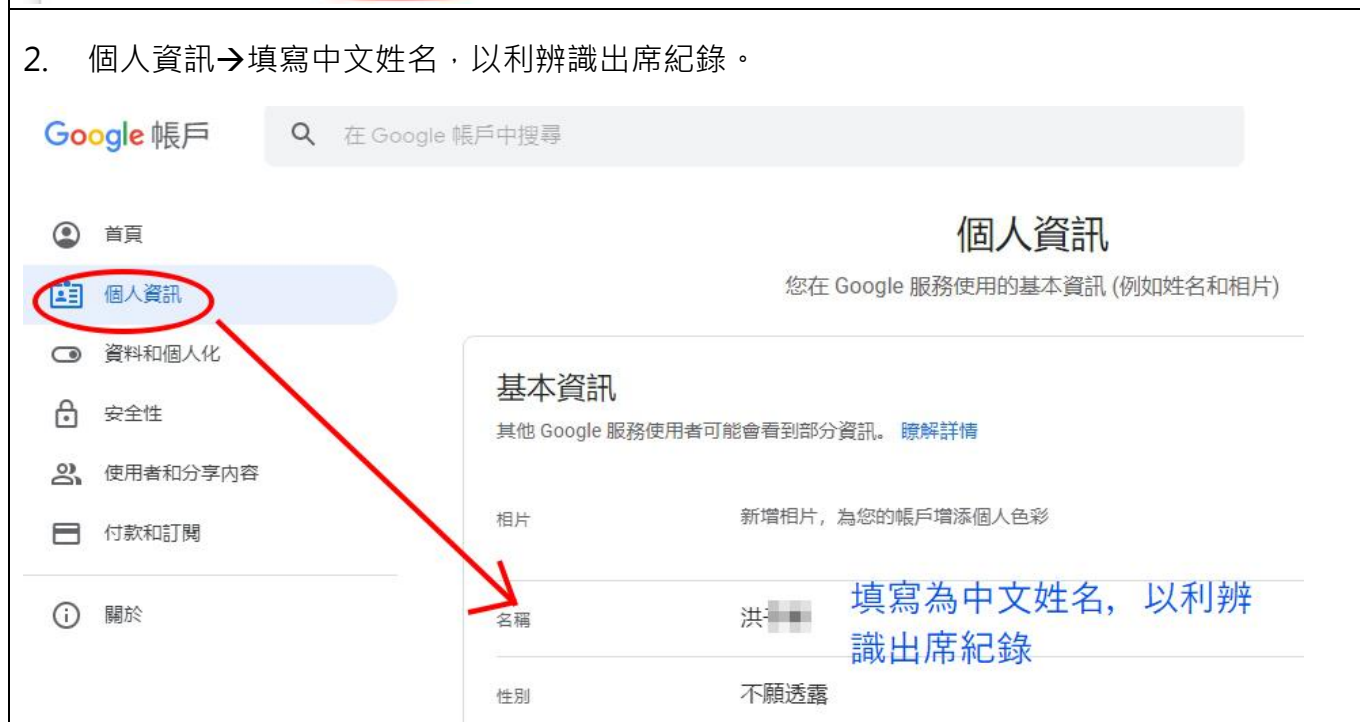 2. 個人資訊→填寫中文姓名，以利辨識出席紀錄。
Google 帳戶
在 Google 帳戶中搜尋
首頁
個人資訊
資料和個人化
安全性
使用者和分享內容
付款和訂閱
關於
個人資訊
您在 Google 服務使用的基本資訊 (例如姓名和相片)
基本資訊
其他 Google 服務使用者可能會看到部分資訊。 瞭解詳情
相片 新增相片，為您的帳戶增添個人色彩
名稱 洪
填寫為中文姓名，以利辨
識出席紀錄
性別 不願透露